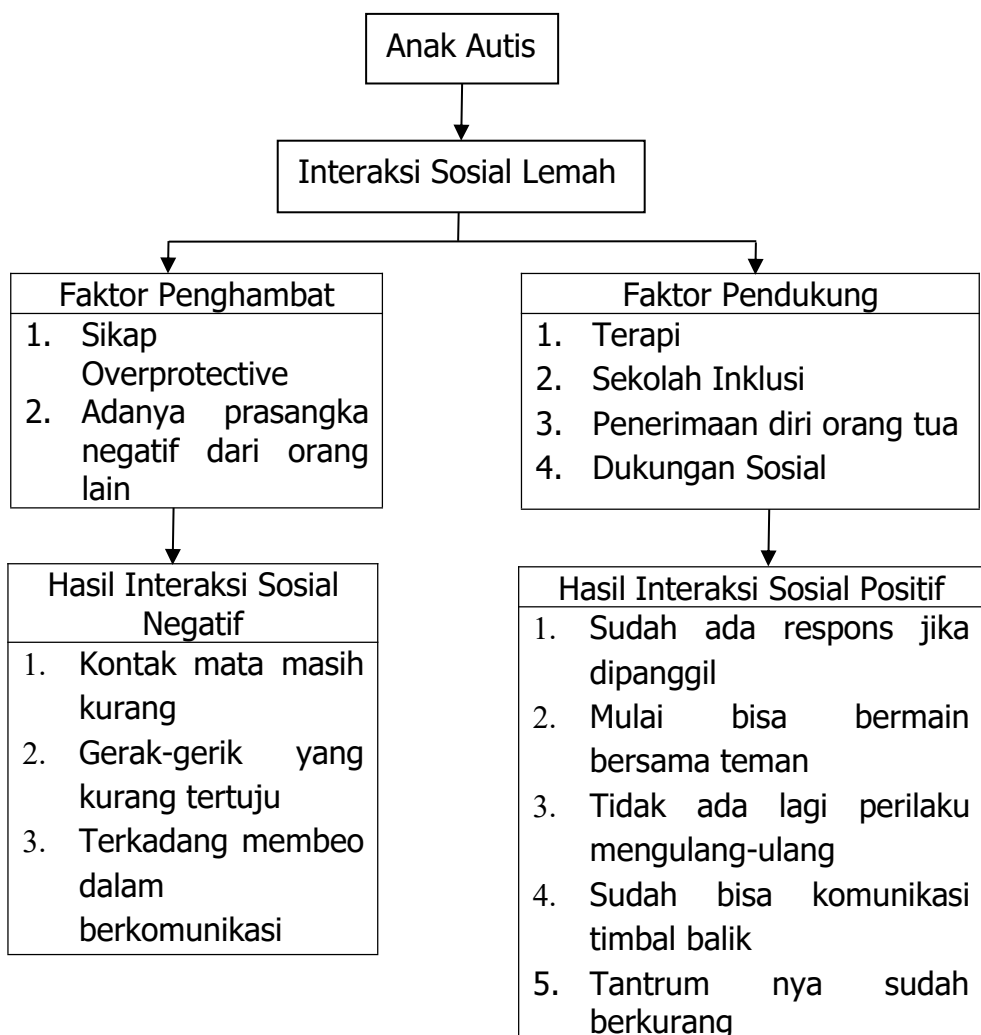 Anak Autis
Interaksi Sosial Lemah
Faktor Penghambat
1. Sikap
Overprotective
2. Adanya prasangka
negatif dari orang
lain
Faktor Pendukung
1. Terapi
2. Sekolah Inklusi
3. Penerimaan diri orang tua
4. Dukungan Sosial
Hasil Interaksi Sosial
Negatif
1. Kontak mata masih
kurang
2. Gerak-gerik yang
kurang tertuju
3. Terkadang membeo
dalam
berkomunikasi
Hasil Interaksi Sosial Positif
1. Sudah ada respons jika
dipanggil
2. Mulai bisa bermain
bersama teman
3. Tidak ada lagi perilaku
mengulang-ulang
4. Sudah bisa komunikasi
timbal balik
5. Tantrum nya sudah
berkurang